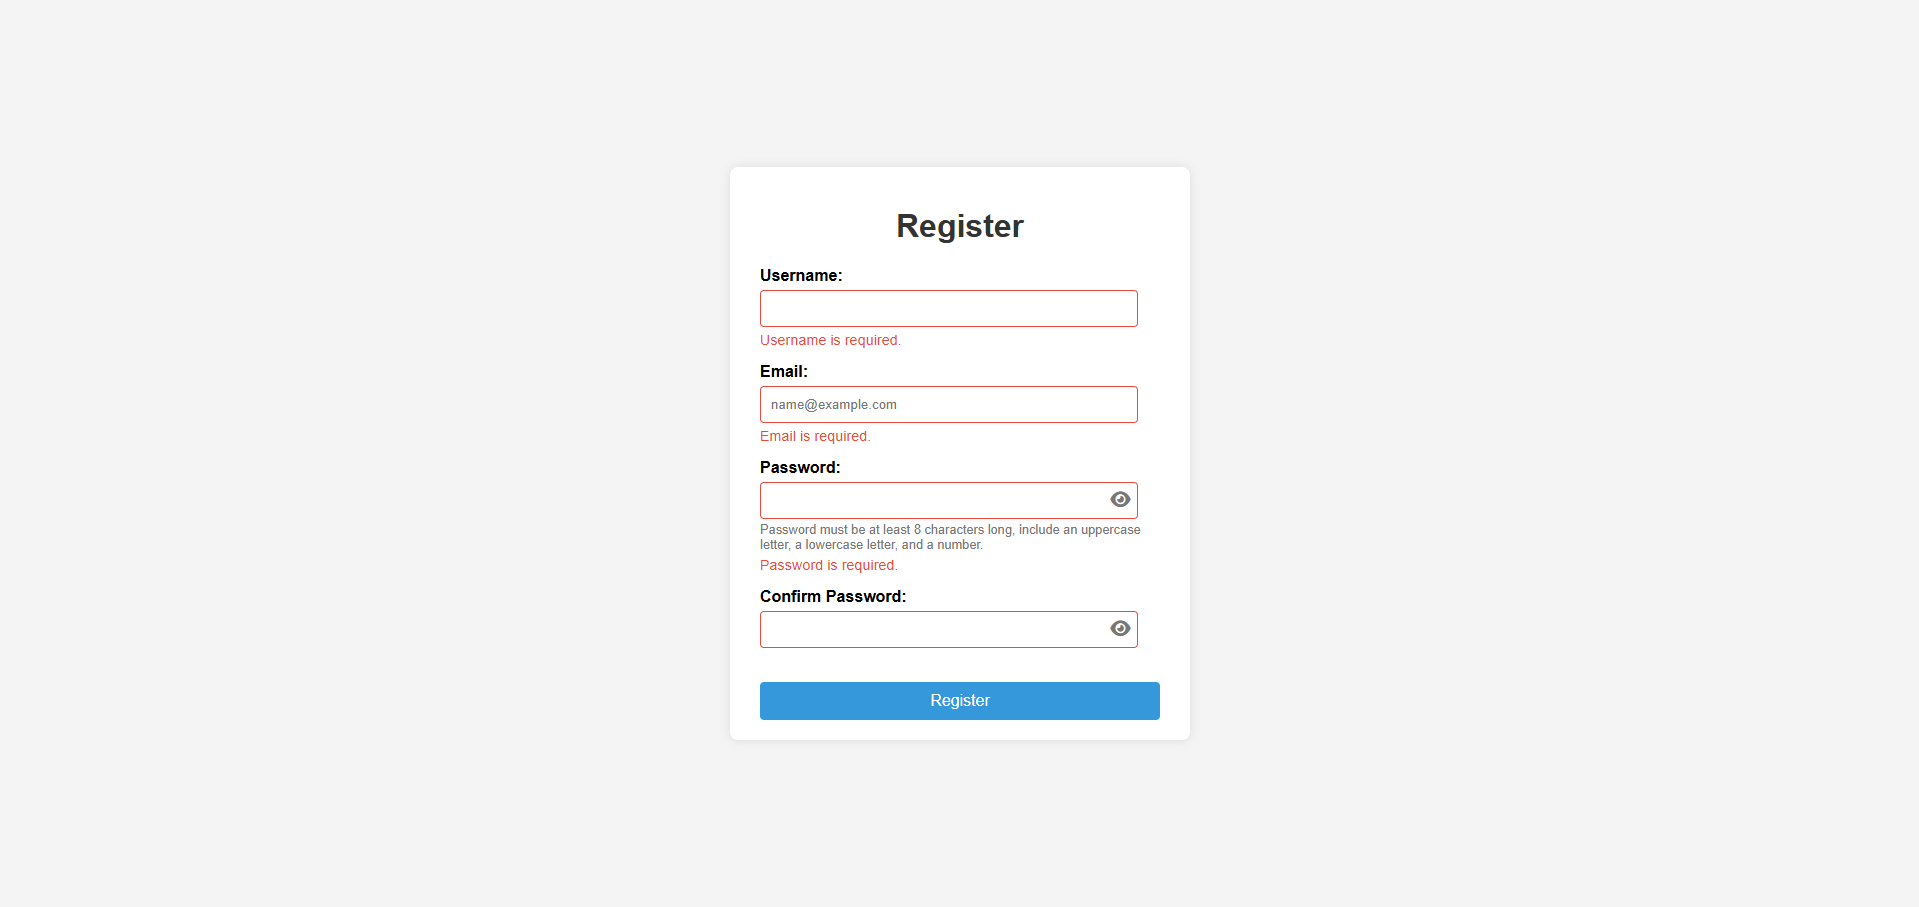 Register
Username:
Username is required.
Email:
name@example.com
Email is required.
Password:
Password must be at least 8 characters long, include an uppercase
letter, a lowercase letter, and a number.
Password is required.
Confirm Password:
Register